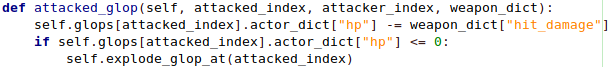 def attacked_glop(self, attacked_index, attacker_index, weapon_dict):
    self.glops[attacked_index].actor_dict["hp"] -= weapon_dict["hit_damage"]
    if self.glops[attacked_index].actor_dict["hp"] <= 0:
        self.explode_glop_at(attacked_index)